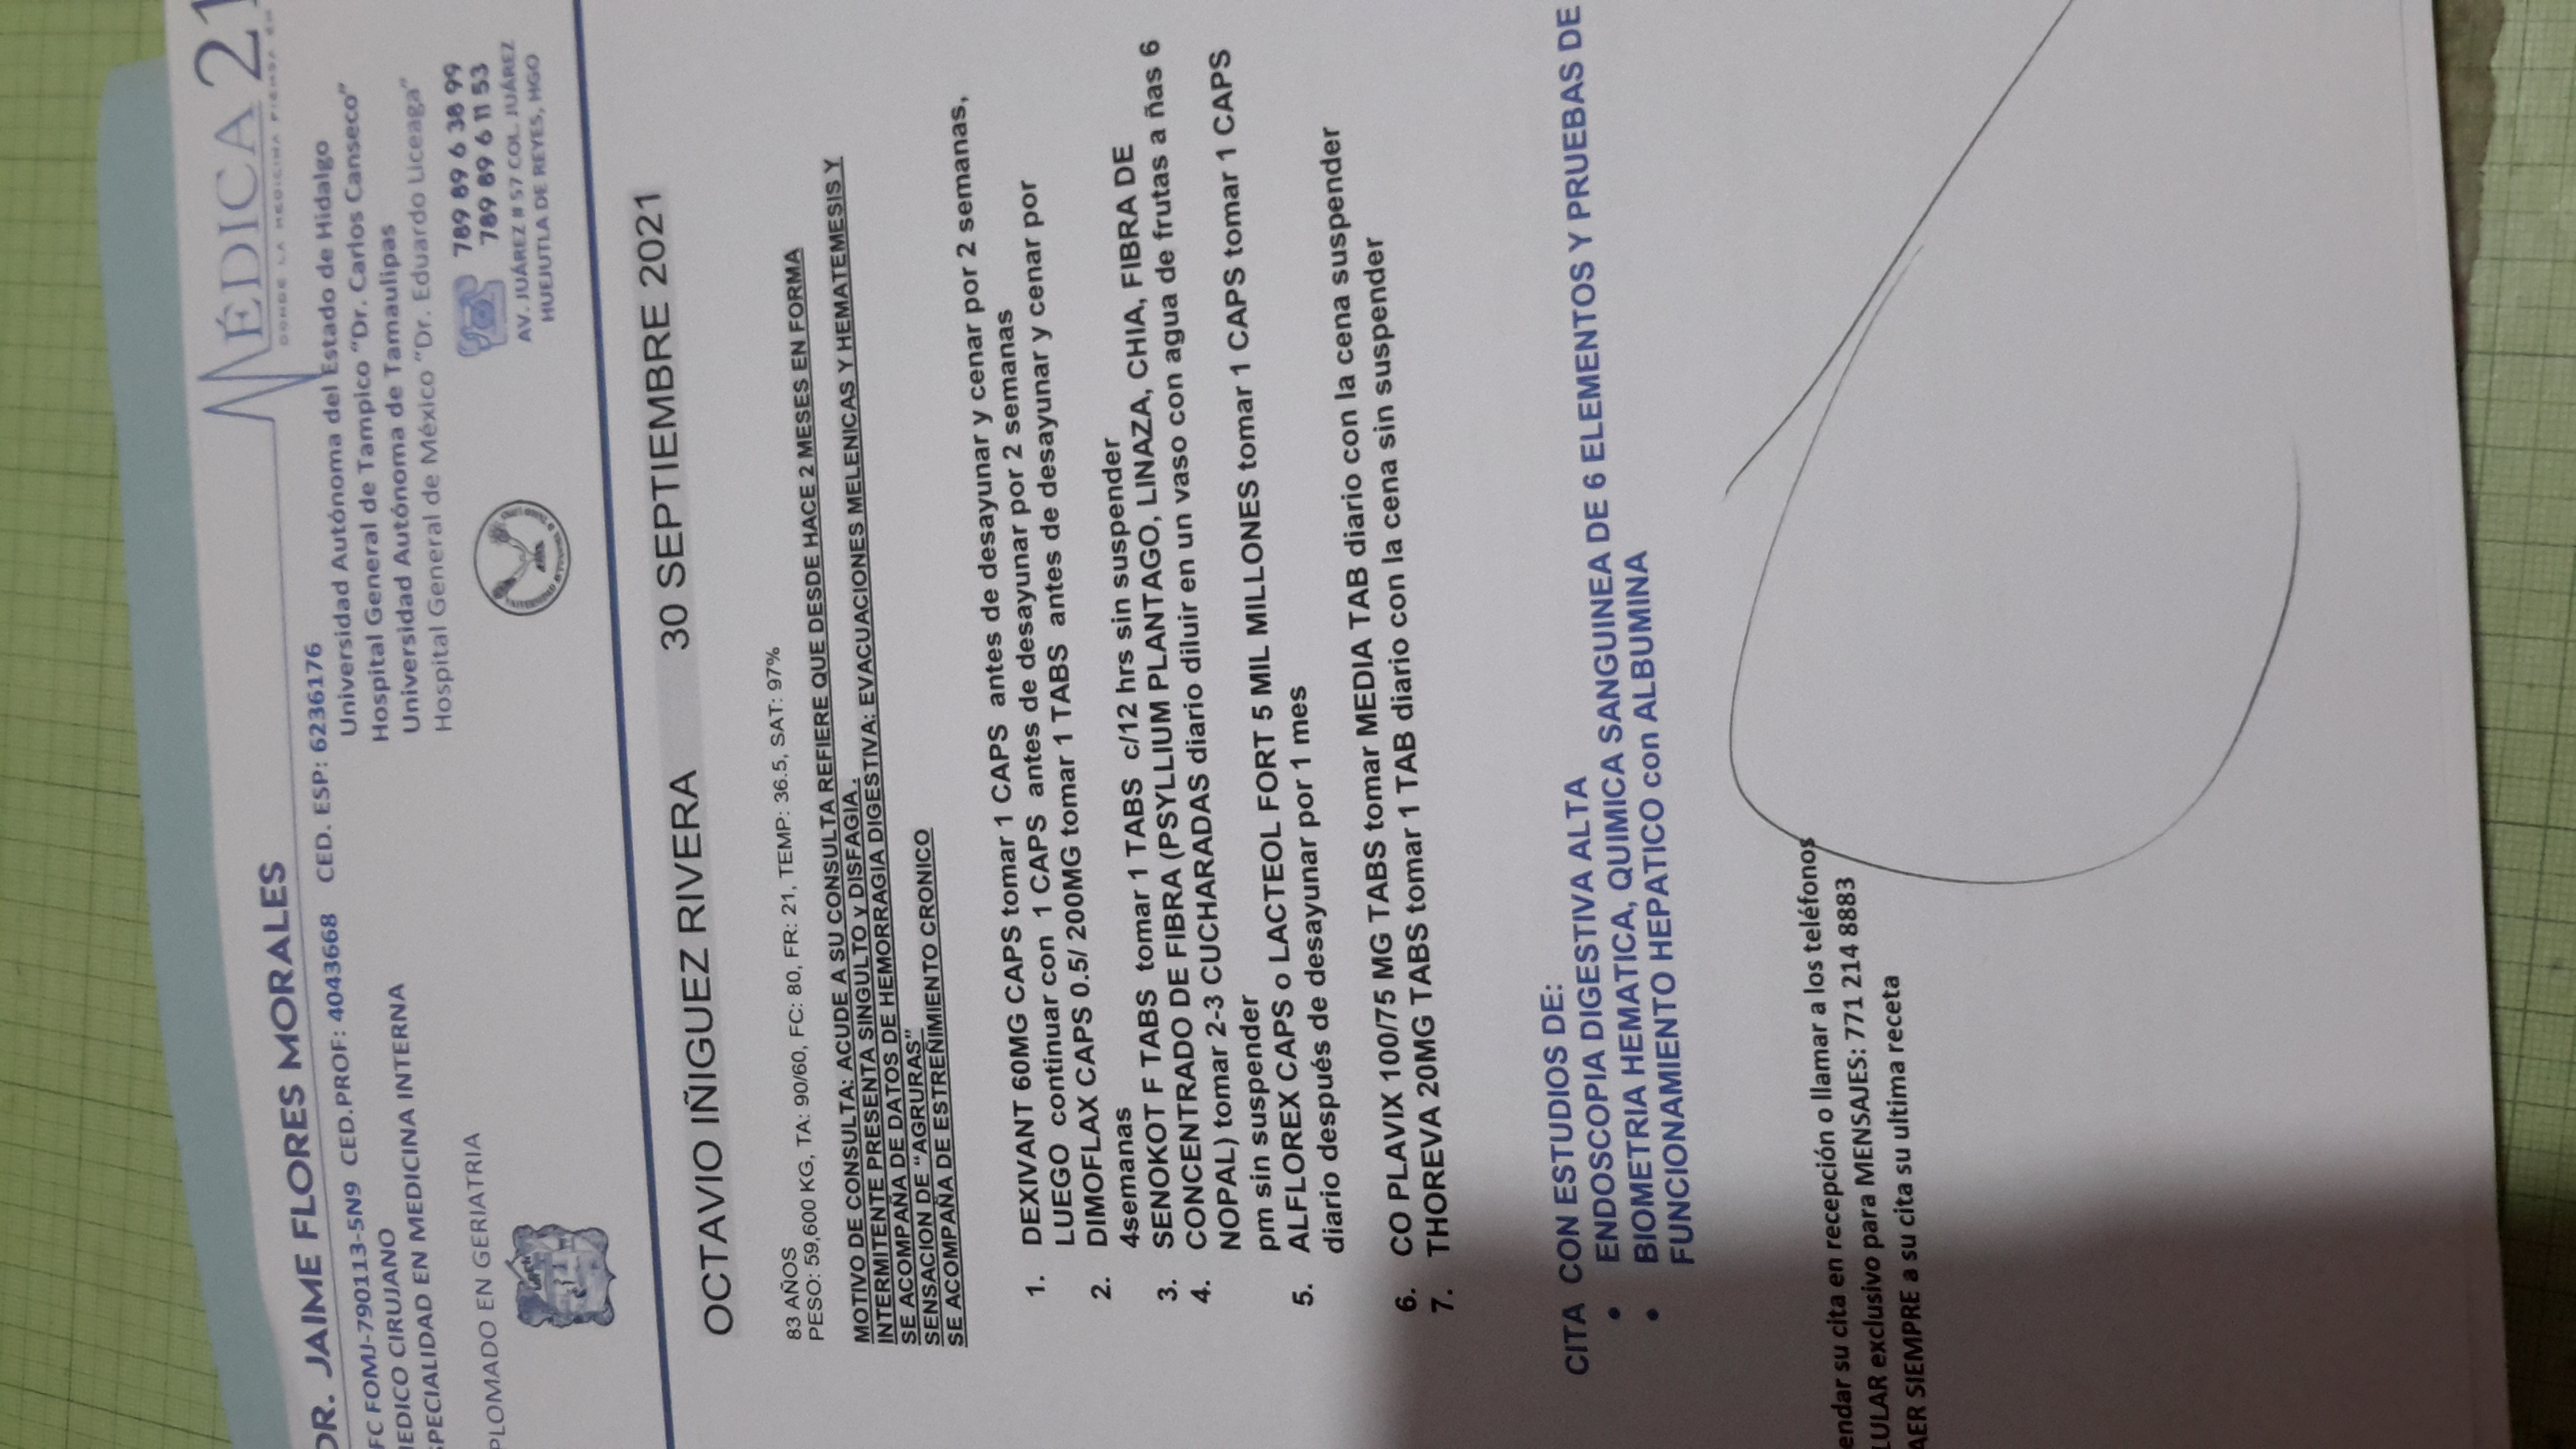 DR. JAIME FLORES MORALES
MÉDICA 21
DONDE LA MEDICINA PIENSA EN
FC FOMJ-790113-5N9 CED.PROF: 4043668 CED. ESP: 6236176
MEDICO CIRUJANO
SPECIALIDAD EN MEDICINA INTERNA
PLOMADO EN GERIATRIA
Universidad Autónoma del Estado de Hidalgo
Hospital General de Tampico “Dr. Carlos Canseco”
Universidad Autónoma de Tamaulipas
Hospital General de México “Dr. Eduardo Liceaga”
789 89 6 38 99
789 89 6 11 53
AV. JUÁREZ # 57 COL. JUÁREZ
HUEJUTLA DE REYES, HGO
OCTAVIO IÑIGUEZ RIVERA 30 SEPTIEMBRE 2021
83 AÑOS
PESO: 59,600 KG, TA: 90/60, FC: 80, FR: 21, TEMP: 36.5, SAT: 97%
MOTIVO DE CONSULTA: ACUDE A SU CONSULTA REFIERE QUE DESDE HACE 2 MESES EN FORMA
INTERMITENTE PRESENTA SINGULTO y DISFAGIA .
SE ACOMPAÑA DE DATOS DE HEMORRAGIA DIGESTIVA: EVACUACIONES MELENICAS Y HEMATEMESIS Y
SENSACION DE “AGRURAS”
SE ACOMPAÑA DE ESTREÑIMIENTO CRONICO
1. DEXIVANT 60MG CAPS tomar 1 CAPS antes de desayunar y cenar por 2 semanas,
LUEGO continuar con 1 CAPS antes de desayunar por 2 semanas
2. DIMOFLAX CAPS 0.5/ 200MG tomar 1 TABS antes de desayunar y cenar por
4semanas
3. SENOKOT F TABS tomar 1 TABS c/12 hrs sin suspender
4. CONCENTRADO DE FIBRA (PSYLLIUM PLANTAGO, LINAZA, CHIA, FIBRA DE
NOPAL) tomar 2-3 CUCHARADAS diario diluir en un vaso con agua de frutas a ñas 6
pm sin suspender
5. ALFLOREX CAPS o LACTEOL FORT 5 MIL MILLONES tomar 1 CAPS tomar 1 CAPS
diario después de desayunar por 1 mes
6. CO PLAVIX 100/75 MG TABS tomar MEDIA TAB diario con la cena suspender
7. THOREVA 20MG TABS tomar 1 TAB diario con la cena sin suspender
CITA CON ESTUDIOS DE:
• ENDOSCOPIA DIGESTIVA ALTA
• BIOMETRIA HEMATICA, QUIMICA SANGUINEA DE 6 ELEMENTOS Y PRUEBAS DE
FUNCIONAMIENTO HEPATICO con ALBUMINA
endar su cita en recepción o llamar a los teléfonos
LULAR exclusivo para MENSAJES: 771 214 8883
AER SIEMPRE a su cita su ultima receta